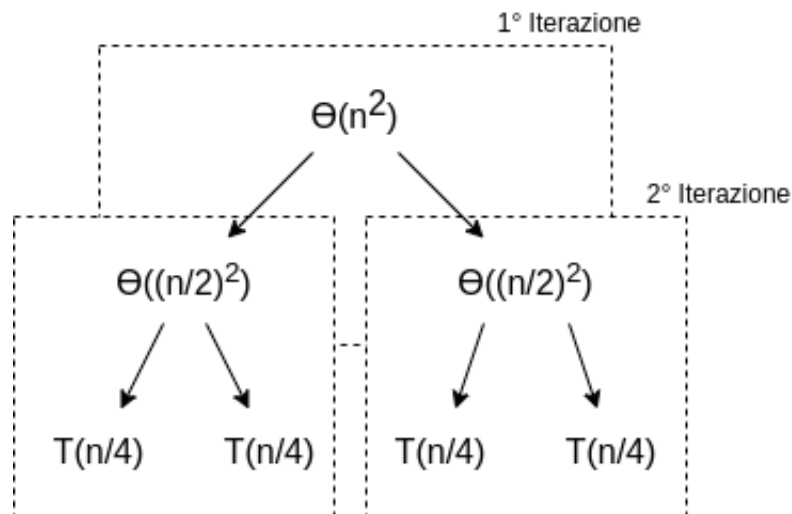 1° Iterazione
Θ(n²)
2° Iterazione
Θ((n/2)²) Θ((n/2)²)
T(n/4) T(n/4) T(n/4) T(n/4)